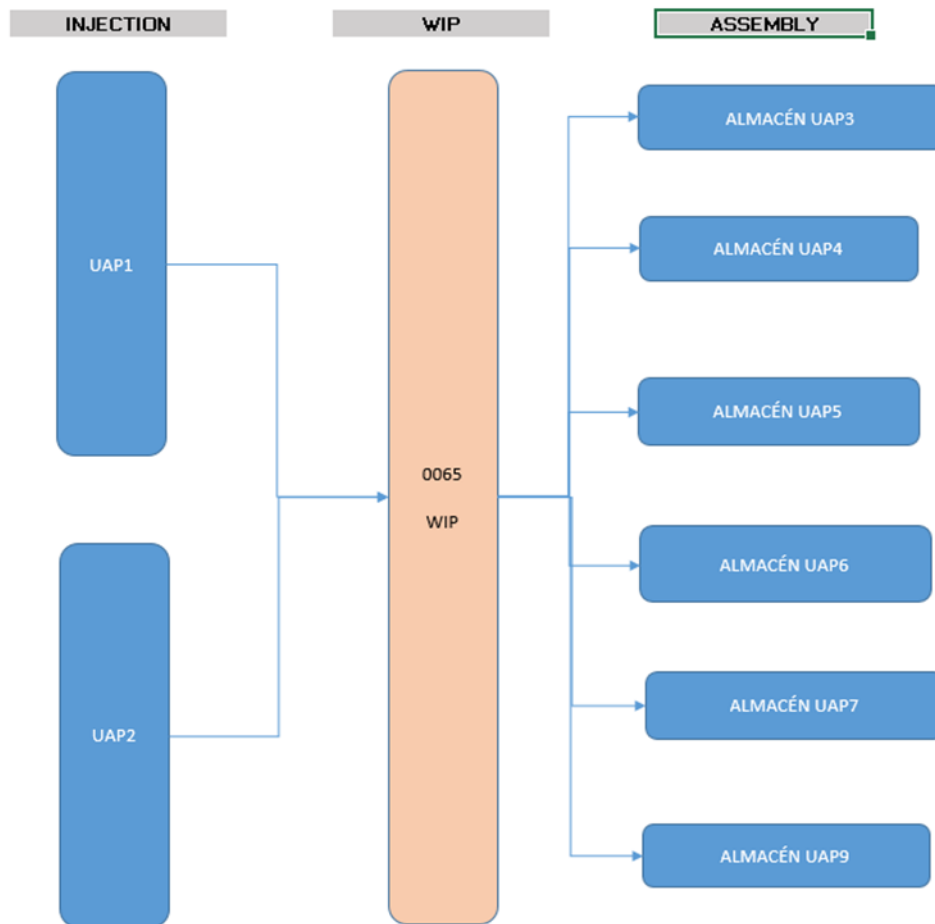 INJECTION
WIP
ASSEMBLY
UAP1
UAP2
0065
WIP
ALMACÉN UAP3
ALMACÉN UAP4
ALMACÉN UAP5
ALMACÉN UAP6
ALMACÉN UAP7
ALMACÉN UAP9